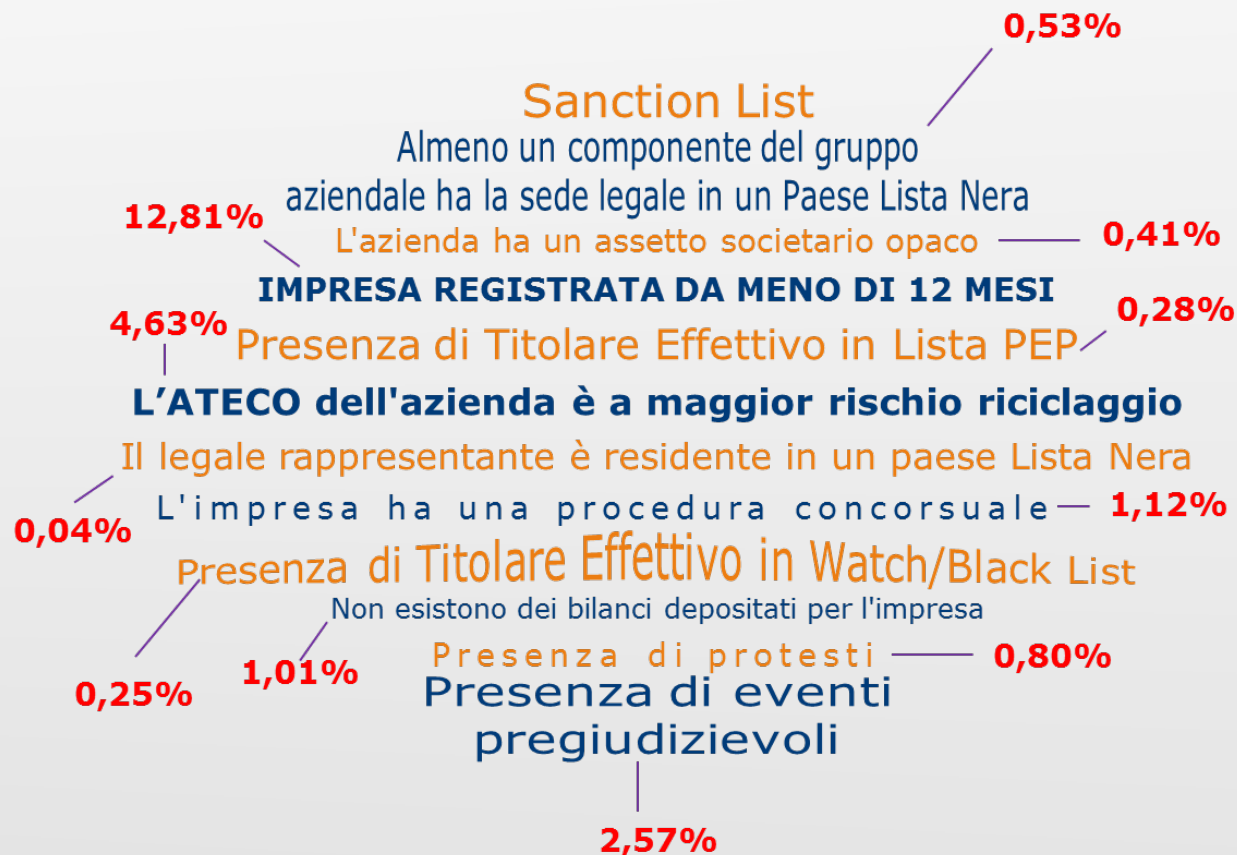 0,53%
Sanction List
Almeno un componente del gruppo
aziendale ha la sede legale in un Paese Lista Nera
12,81%
L'azienda ha un assetto societario opaco
0,41%
IMPRESA REGISTRATA DA MENO DI 12 MESI
4,63%
0,28%
Presenza di Titolare Effettivo in Lista PEP
L’ATECO dell'azienda è a maggior rischio riciclaggio
Il legale rappresentante è residente in un paese Lista Nera
0,04%
L'impresa ha una procedura concorsuale
1,12%
Presenza di Titolare Effettivo in Watch/Black List
Non esistono dei bilanci depositati per l'impresa
Presenza di protesti
0,80%
1,01%
0,25%
Presenza di eventi
pregiudizievoli
2,57%